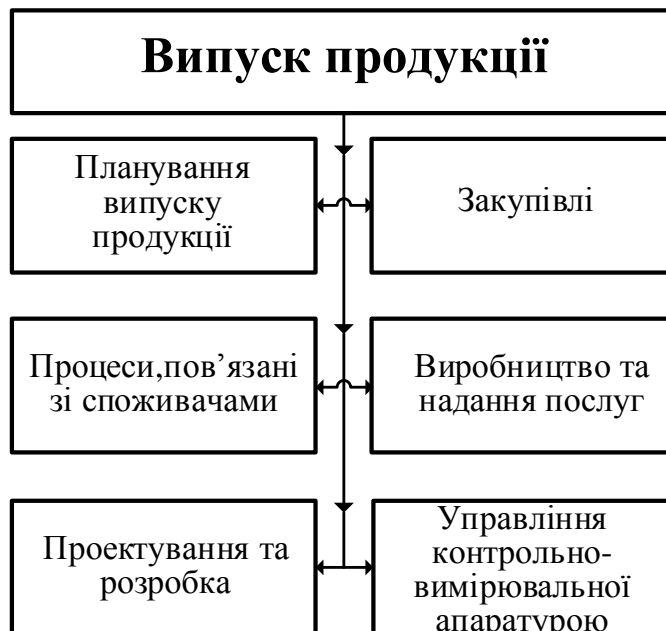 Випуск продукції
Планування
випуску
продукції
Закупівлі
Процеси,пов’язані
зі споживачами
Виробництво та
надання послуг
Проектування та
розробка
Управління
контрольно-
вимірювальної
апаратурою